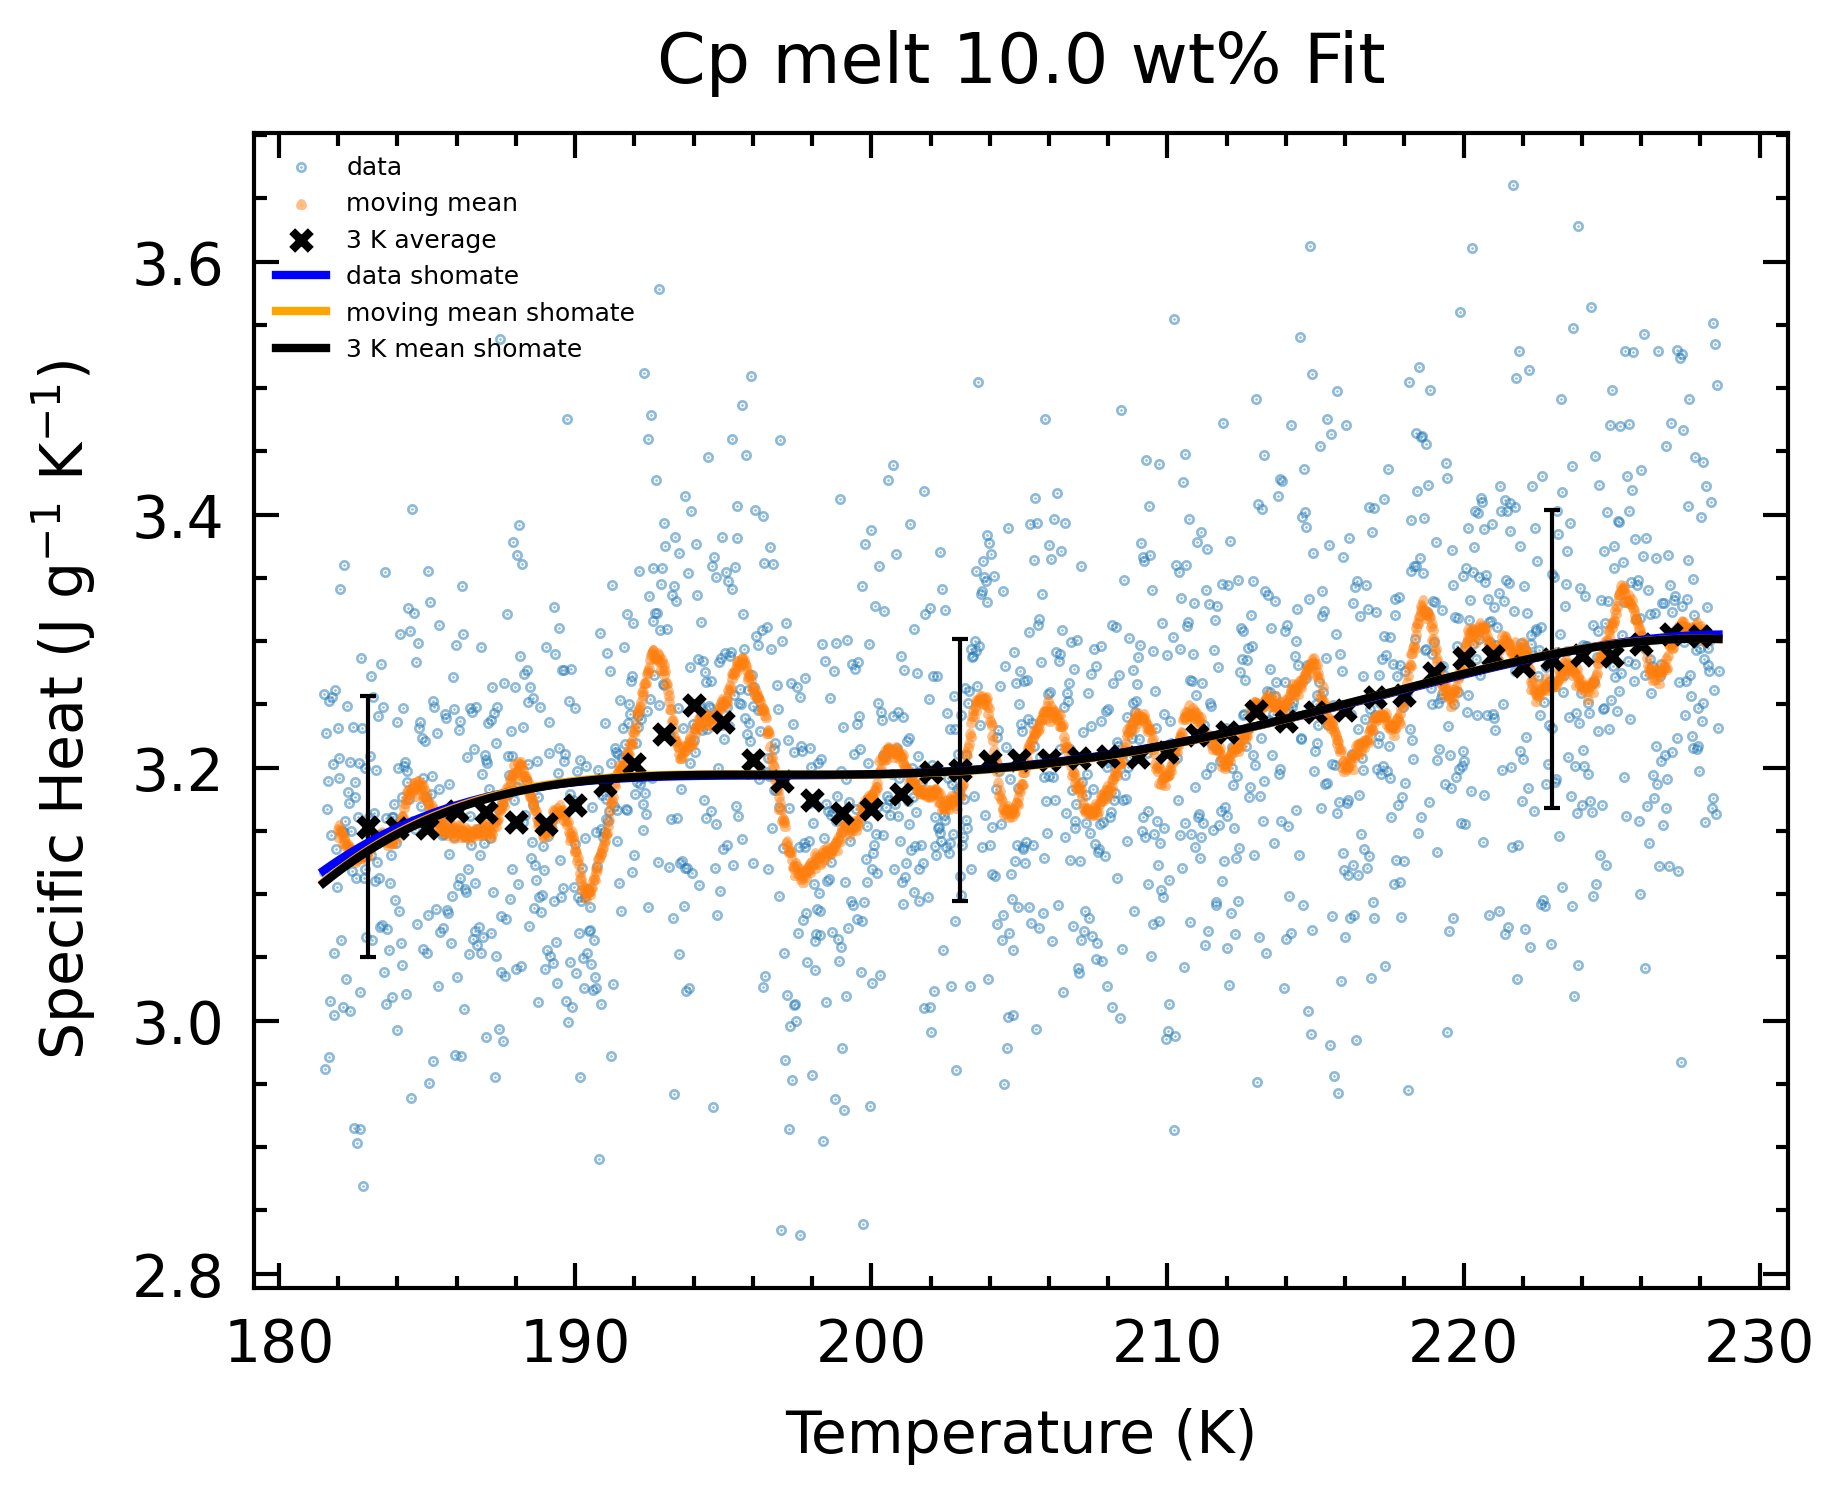 Cp melt 10.0 wt% Fit
data
moving mean
3 K average
data shomate
moving mean shomate
3 K mean shomate
Specific Heat (J g⁻¹ K⁻¹)
3.6
3.4
3.2
3.0
2.8
180 190 200 210 220 230
Temperature (K)